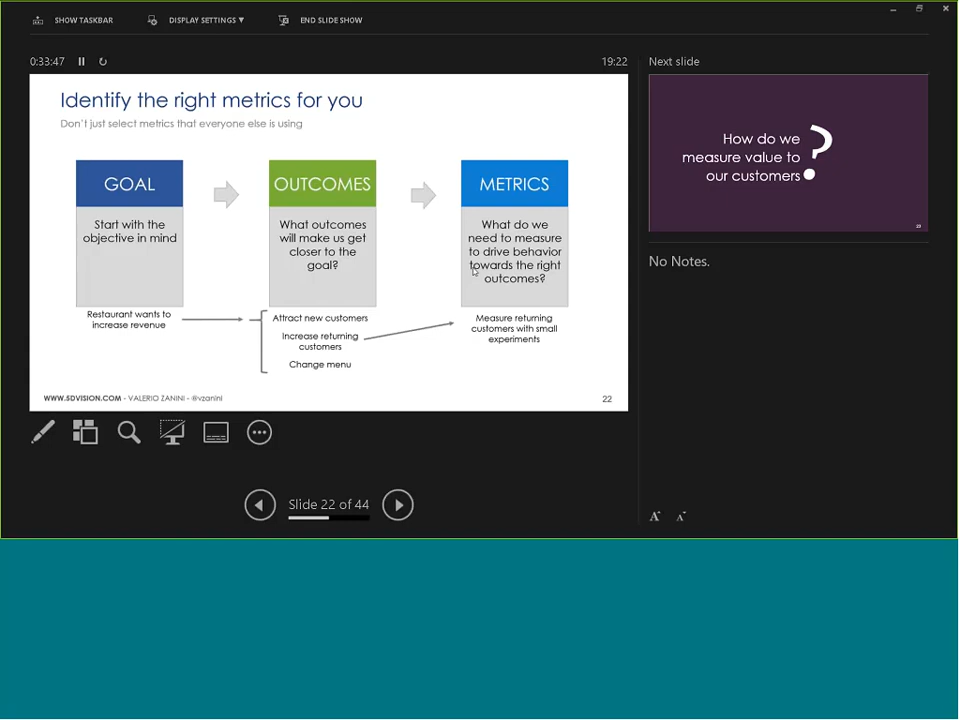 SHOW TASKBAR
DISPLAY SETTINGS ▼
END SLIDE SHOW
0:33:47
19:22
Next slide
Identify the right metrics for you
Don't just select metrics that everyone else is using
GOAL
Start with the
objective in mind
OUTCOMES
What outcomes
will make us get
closer to the
goal?
METRICS
What do we
need to measure
to drive behavior
towards the right
outcomes?
Restaurant wants to
increase revenue
Attract new customers
Increase returning
customers
Change menu
Measure returning
customers with small
experiments
WWW.5DVISION.COM - VALERIO ZANINI - @vzanini
22
How do we
measure value to
our customers
?
23
No Notes.
Slide 22 of 44
A
A